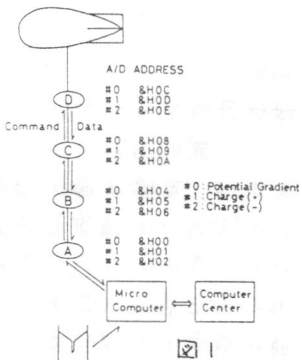 A/D ADDRESS
D
#0 &H0C
#1 &H0D
#2 &H0E
Command Data
C
#0 &H08
#1 &H09
#2 &H0A
B
#0 &H04
#1 &H05
#2 &H06
#0 : Potential Gradient
#1 : Charge (+)
#2 : Charge (-)
A
#0 &H00
#1 &H01
#2 &H02
Micro
Computer
Computer
Center
図 1